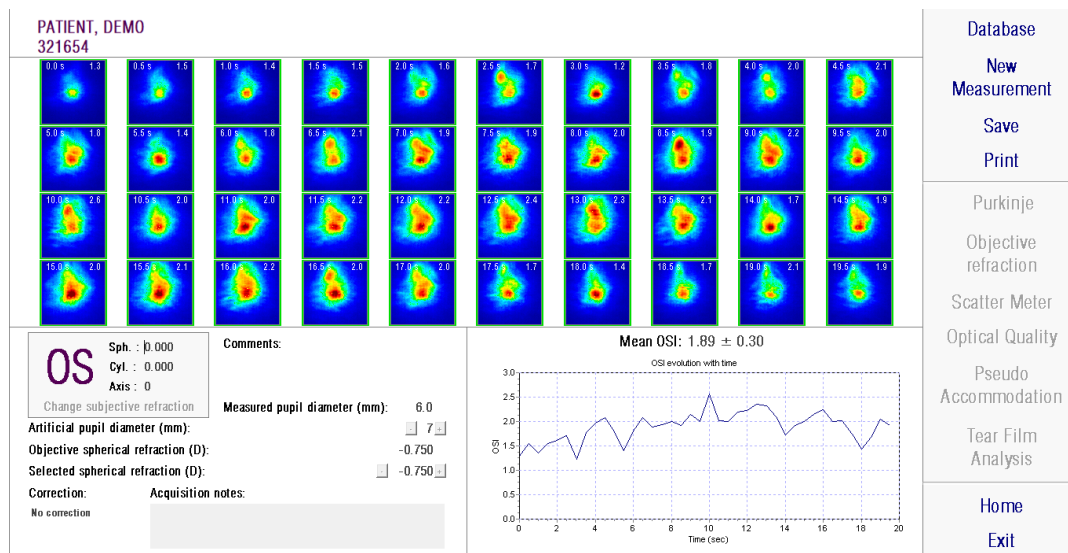 PATIENT, DEMO
321654
0.0 s 1.3
0.5 s 1.5
1.0 s 1.4
1.5 s 1.5
2.0 s 1.6
2.5 s 1.7
3.0 s 1.2
3.5 s 1.8
4.0 s 2.0
4.5 s 2.1
5.0 s 1.8
5.5 s 1.4
6.0 s 1.8
6.5 s 2.1
7.0 s 1.9
7.5 s 1.9
8.0 s 2.0
8.5 s 1.9
9.0 s 2.2
9.5 s 2.0
10.0 s 2.6
10.5 s 2.0
11.0 s 2.0
11.5 s 2.2
12.0 s 2.2
12.5 s 2.4
13.0 s 2.3
13.5 s 2.1
14.0 s 1.7
14.5 s 1.9
15.0 s 2.0
15.5 s 2.1
16.0 s 2.2
16.5 s 2.0
17.0 s 2.0
17.5 s 1.7
18.0 s 1.4
18.5 s 1.7
19.0 s 2.1
19.5 s 1.9
OS
Sph. : 0.000
Cyl. : 0.000
Axis : 0
Change subjective refraction
Comments:
Measured pupil diameter (mm): 6.0
Artificial pupil diameter (mm): - 7 +
Objective spherical refraction (D): -0.750
Selected spherical refraction (D): - -0.750 +
Correction: Acquisition notes:
No correction
Mean OSI: 1.89 ± 0.30
OSI evolution with time
3.0
2.5
2.0
1.5
1.0
0.5
0.0
OSI
0 2 4 6 8 10 12 14 16 18 20
Time (sec)
Database
New
Measurement
Save
Print
Purkinje
Objective
refraction
Scatter Meter
Optical Quality
Pseudo
Accommodation
Tear Film
Analysis
Home
Exit